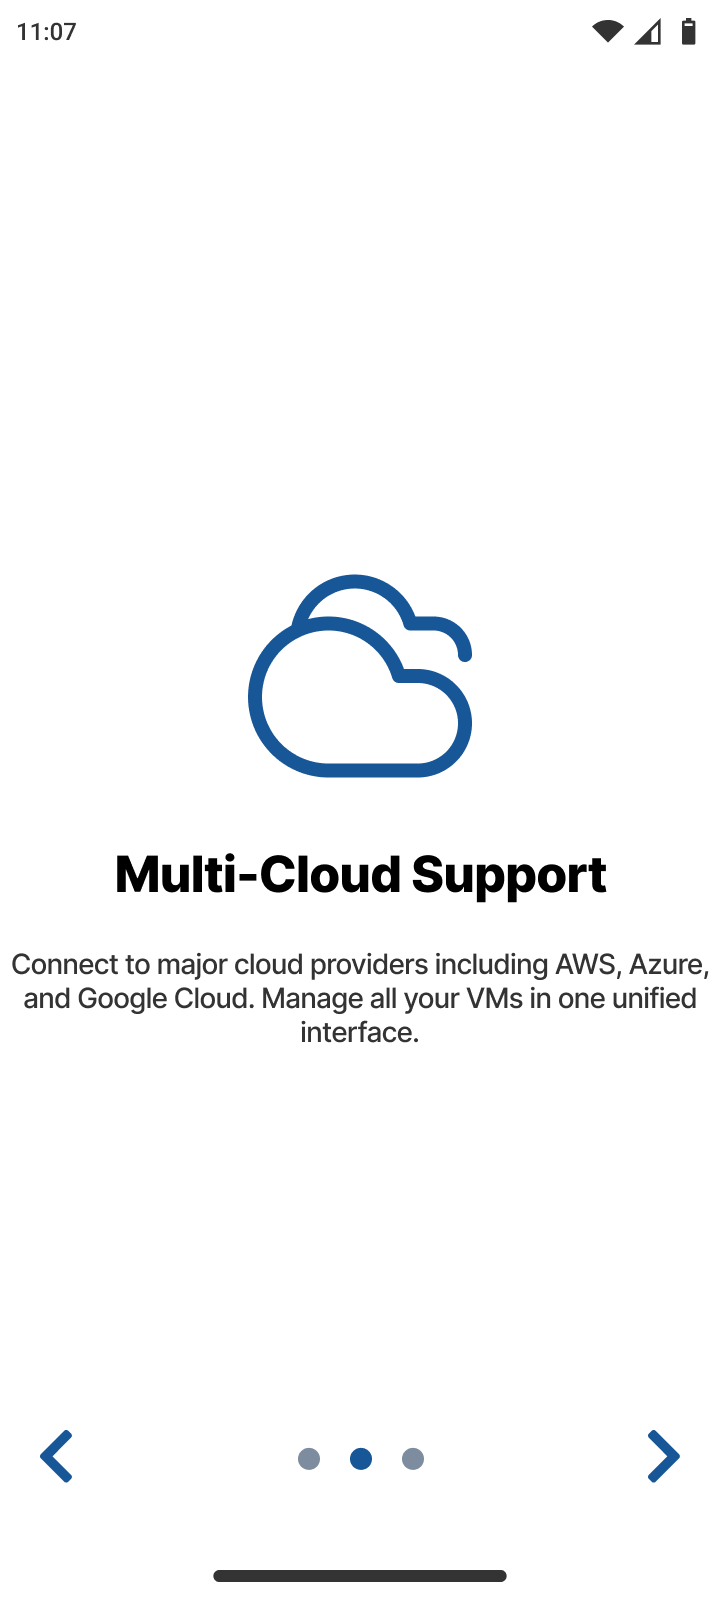 11:07
Multi-Cloud Support
Connect to major cloud providers including AWS, Azure,
and Google Cloud. Manage all your VMs in one unified
interface.